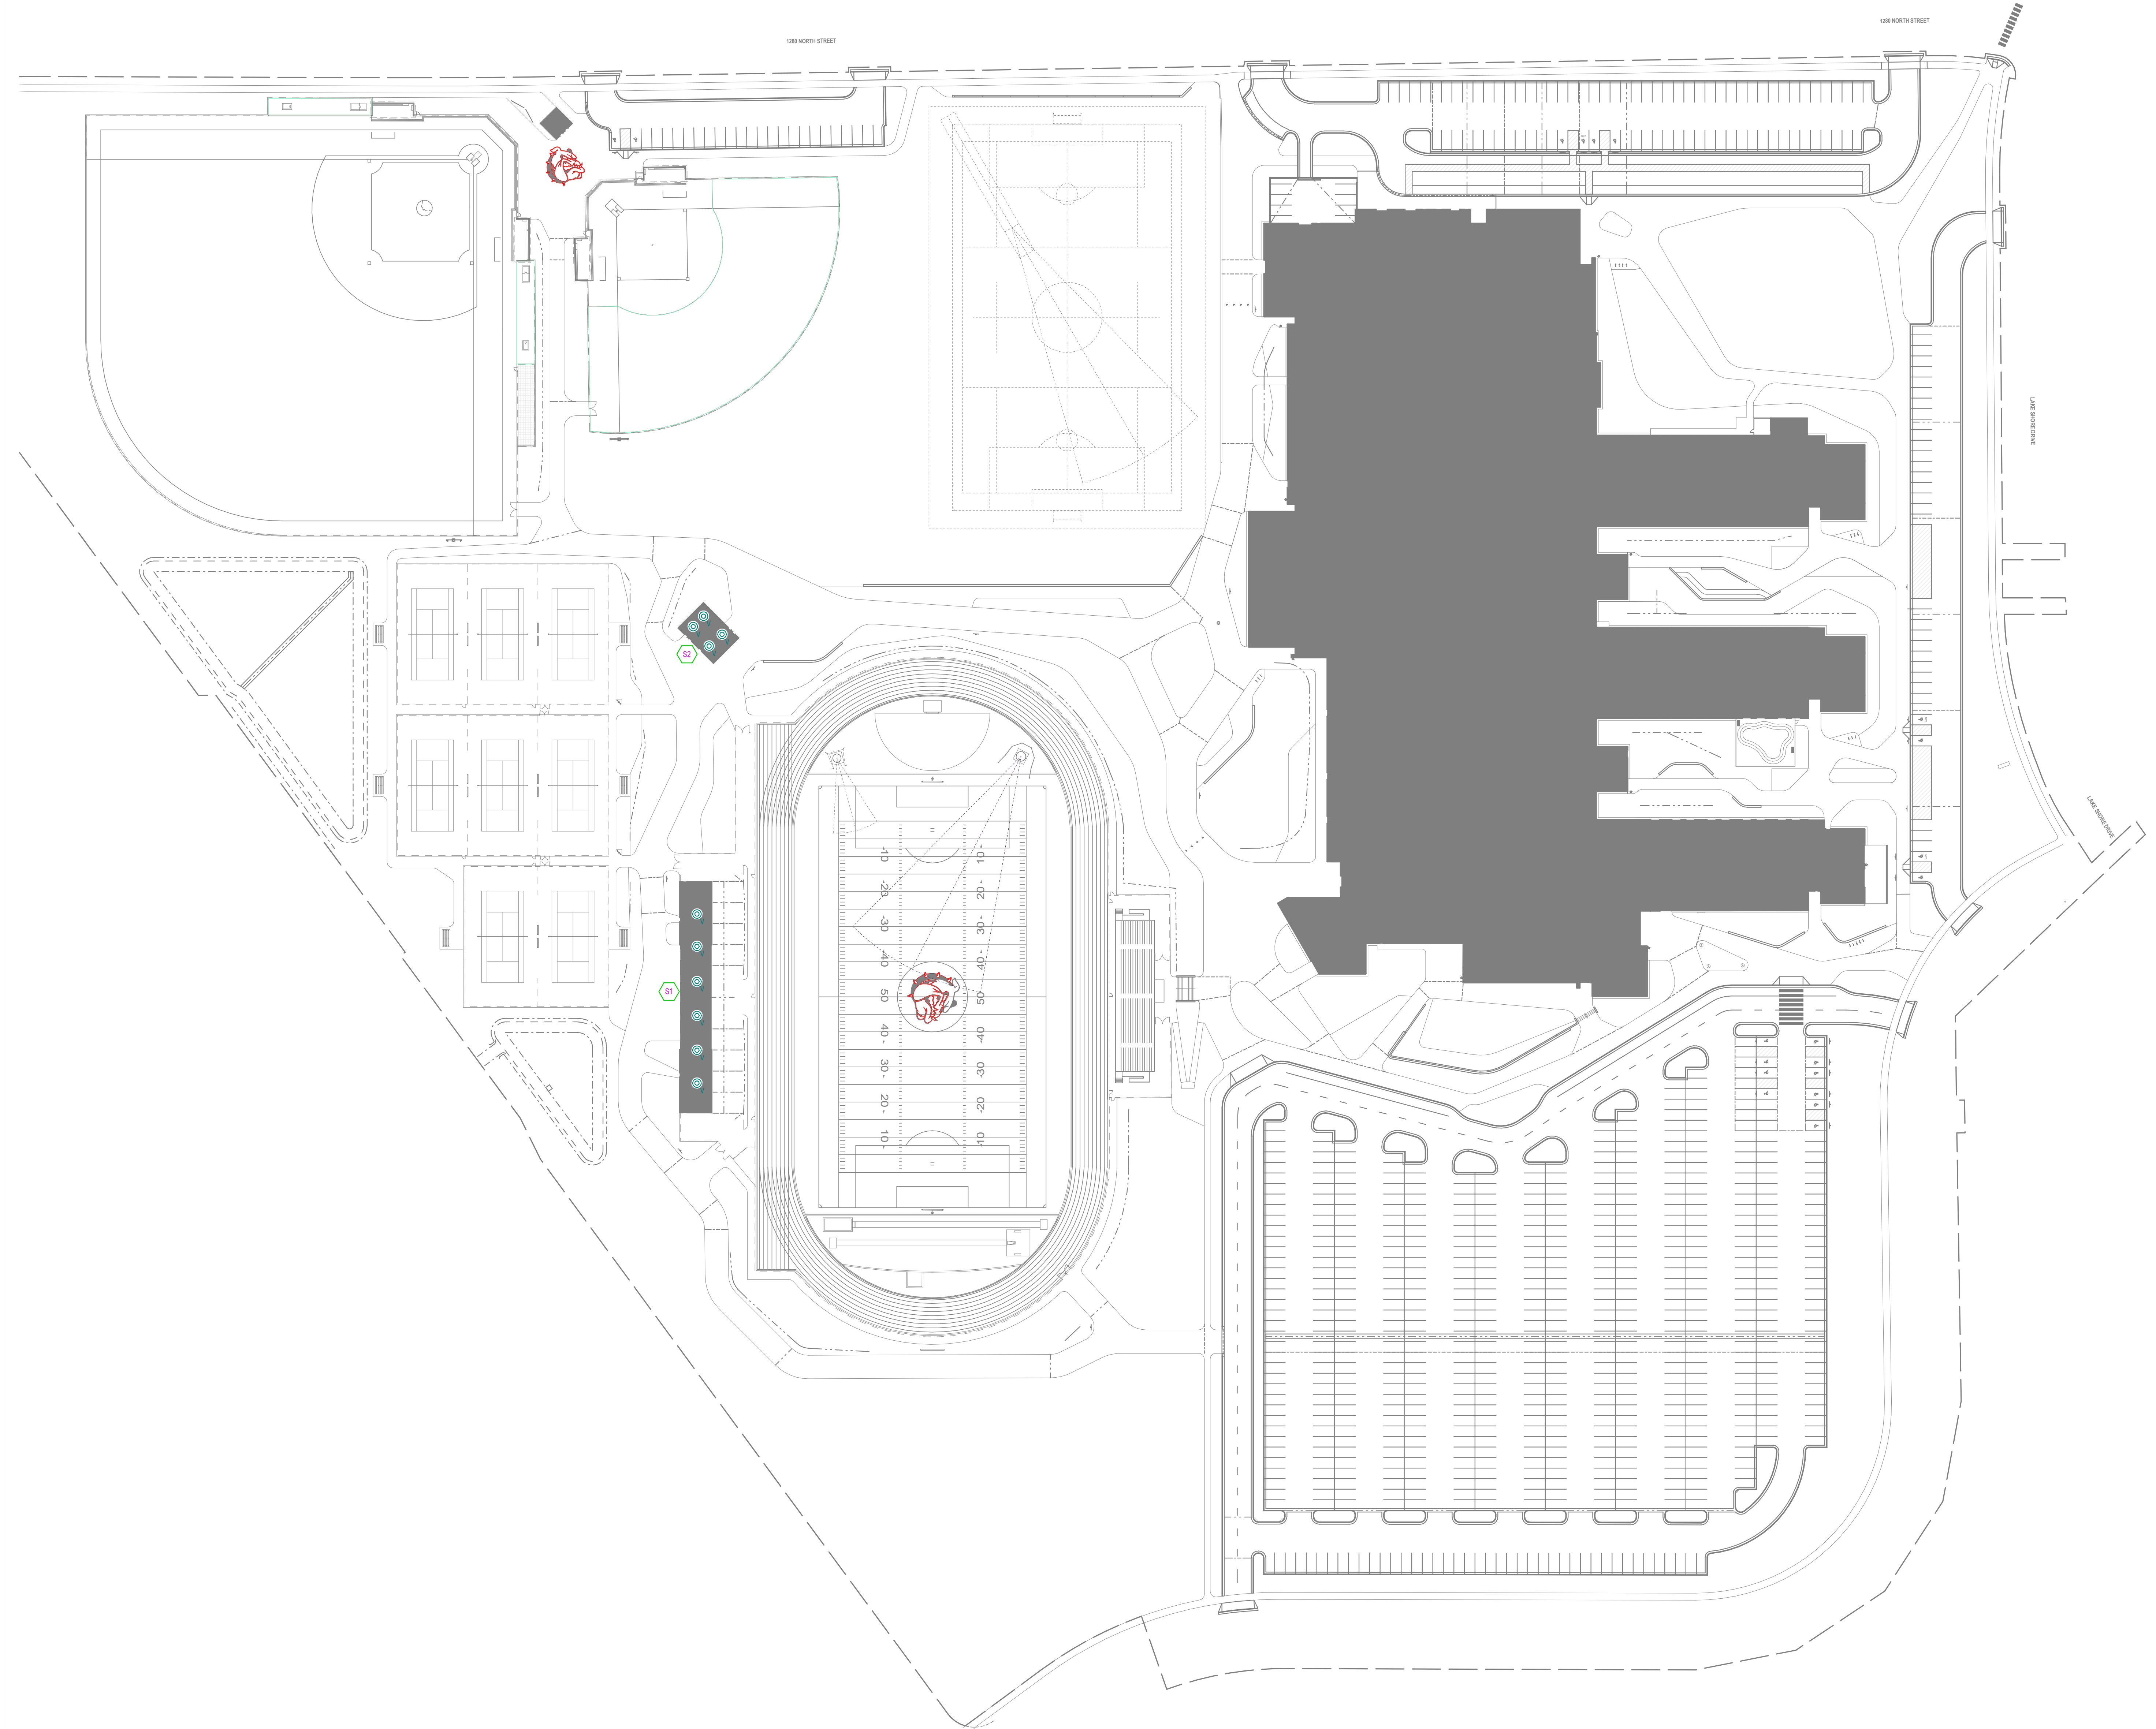 1280 NORTH STREET
1280 NORTH STREET
LAKE SHORE DRIVE
LAKE SHORE DRIVE
S2
S1
-10- -10-
-20 20-
-30 30-
-40 40-
50 50
40- -40
30- -30
20- -20
10- -10